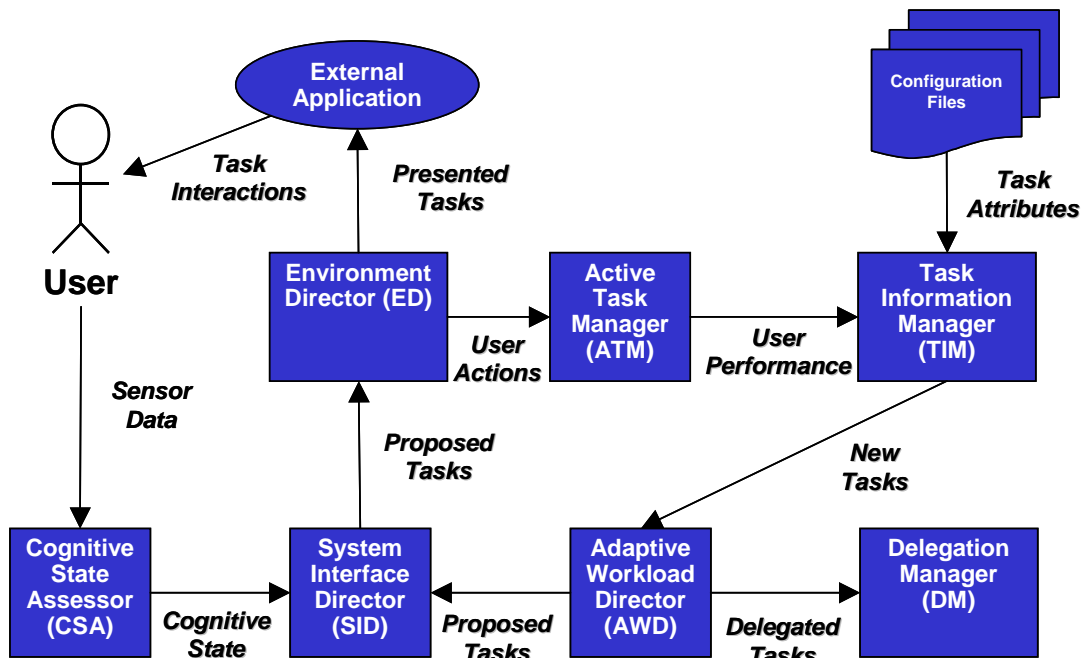 External
Application
Configuration
Files
Task
Interactions
Presented
Tasks
Task
Attributes
User
Environment
Director (ED)
Active
Task
Manager
(ATM)
Task
Information
Manager
(TIM)
User
Actions
User
Performance
Sensor
Data
Proposed
Tasks
New
Tasks
Cognitive
State
Assessor
(CSA)
System
Interface
Director
(SID)
Adaptive
Workload
Director
(AWD)
Delegation
Manager
(DM)
Cognitive
State
Proposed
Tasks
Delegated
Tasks